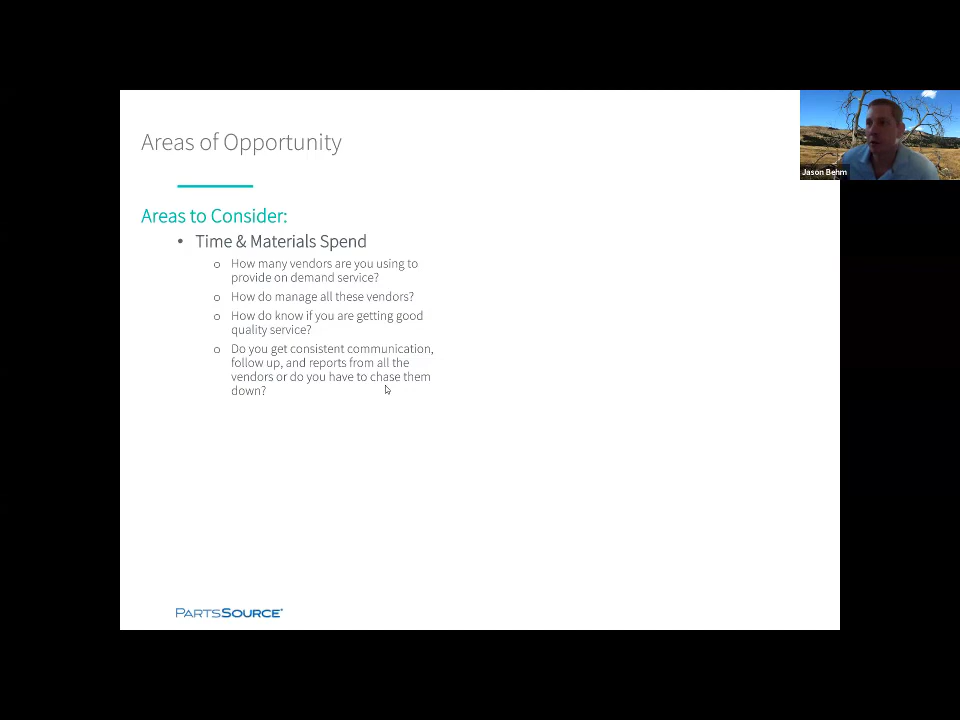 Areas of Opportunity
Jason Behm
Areas to Consider:
• Time & Materials Spend
o How many vendors are you using to
provide on demand service?
o How do manage all these vendors?
o How do know if you are getting good
quality service?
o Do you get consistent communication,
follow up, and reports from all the
vendors or do you have to chase them
down?
PARTSSOURCE®